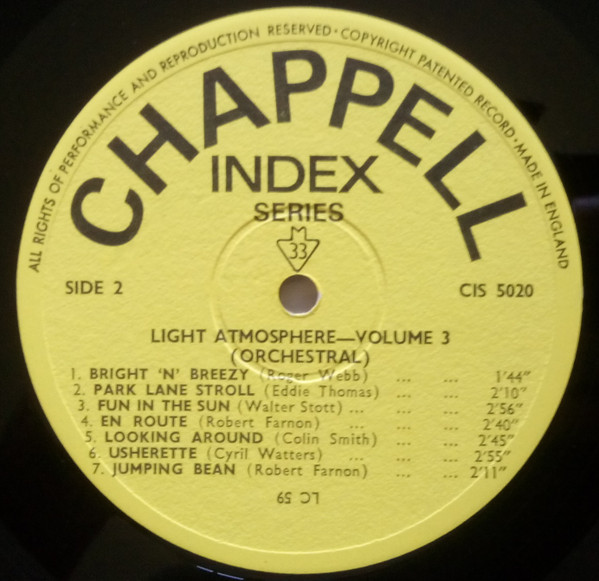 ALL RIGHTS OF PERFORMANCE AND REPRODUCTION RESERVED · COPYRIGHT PATENTED RECORD · MADE IN ENGLAND
CHAPPELL
INDEX
SERIES
33
SIDE 2
CIS 5020
LIGHT ATMOSPHERE—VOLUME 3
(ORCHESTRAL)
1. BRIGHT 'N' BREEZY (Roger Webb) ... ... 1'44"
2. PARK LANE STROLL (Eddie Thomas) ... ... 2'10"
3. FUN IN THE SUN (Walter Stott) ... ... ... 2'56"
4. EN ROUTE (Robert Farnon) ... ... ... 2'40"
5. LOOKING AROUND (Colin Smith) ... ... 2'45"
6. USHERETTE (Cyril Watters) ... ... ... 2'55"
7. JUMPING BEAN (Robert Farnon) ... ... 2'11"
LC 59